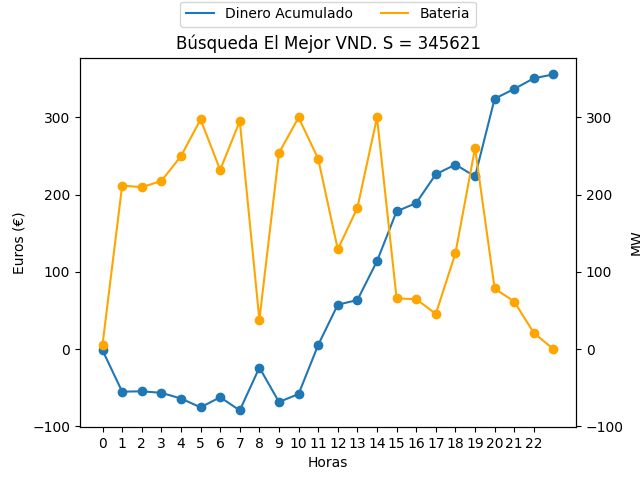 Dinero Acumulado Bateria
Búsqueda El Mejor VND. S = 345621
Euros (€)
300
200
100
0
−100
300
200
100
0
−100
MW
0 1 2 3 4 5 6 7 8 9 10 11 12 13 14 15 16 17 18 19 20 21 22
Horas